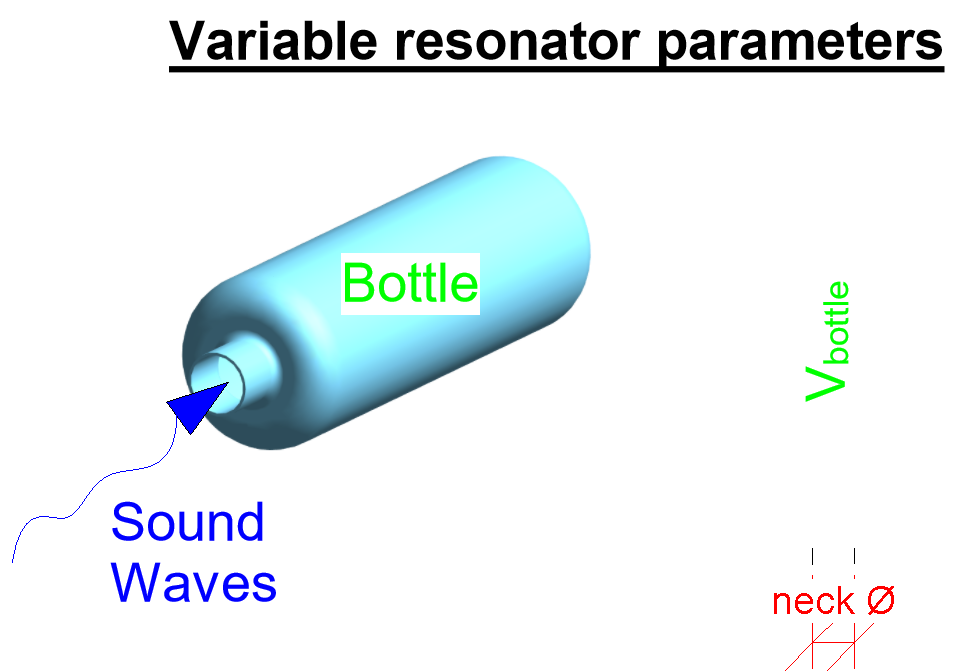 Variable resonator parameters
Bottle
Vbottle
Sound
Waves
neck Ø